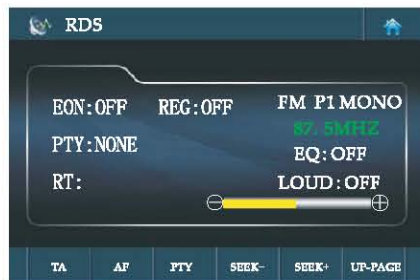 RDS
EON:OFF REG:OFF FM P1 MONO
87.5MHZ
PTY:NONE
EQ:OFF
RT: LOUD:OFF
TA AF PTY SEEK- SEEK+ UP-PAGE